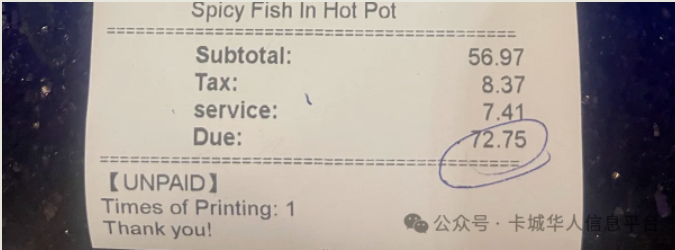 Spicy Fish In Hot Pot
============================================
Subtotal: 56.97
Tax: 8.37
service: 7.41
Due: 72.75
============================================
【UNPAID】
Times of Printing: 1
Thank you!
公众号 · 卡城华人信息平台